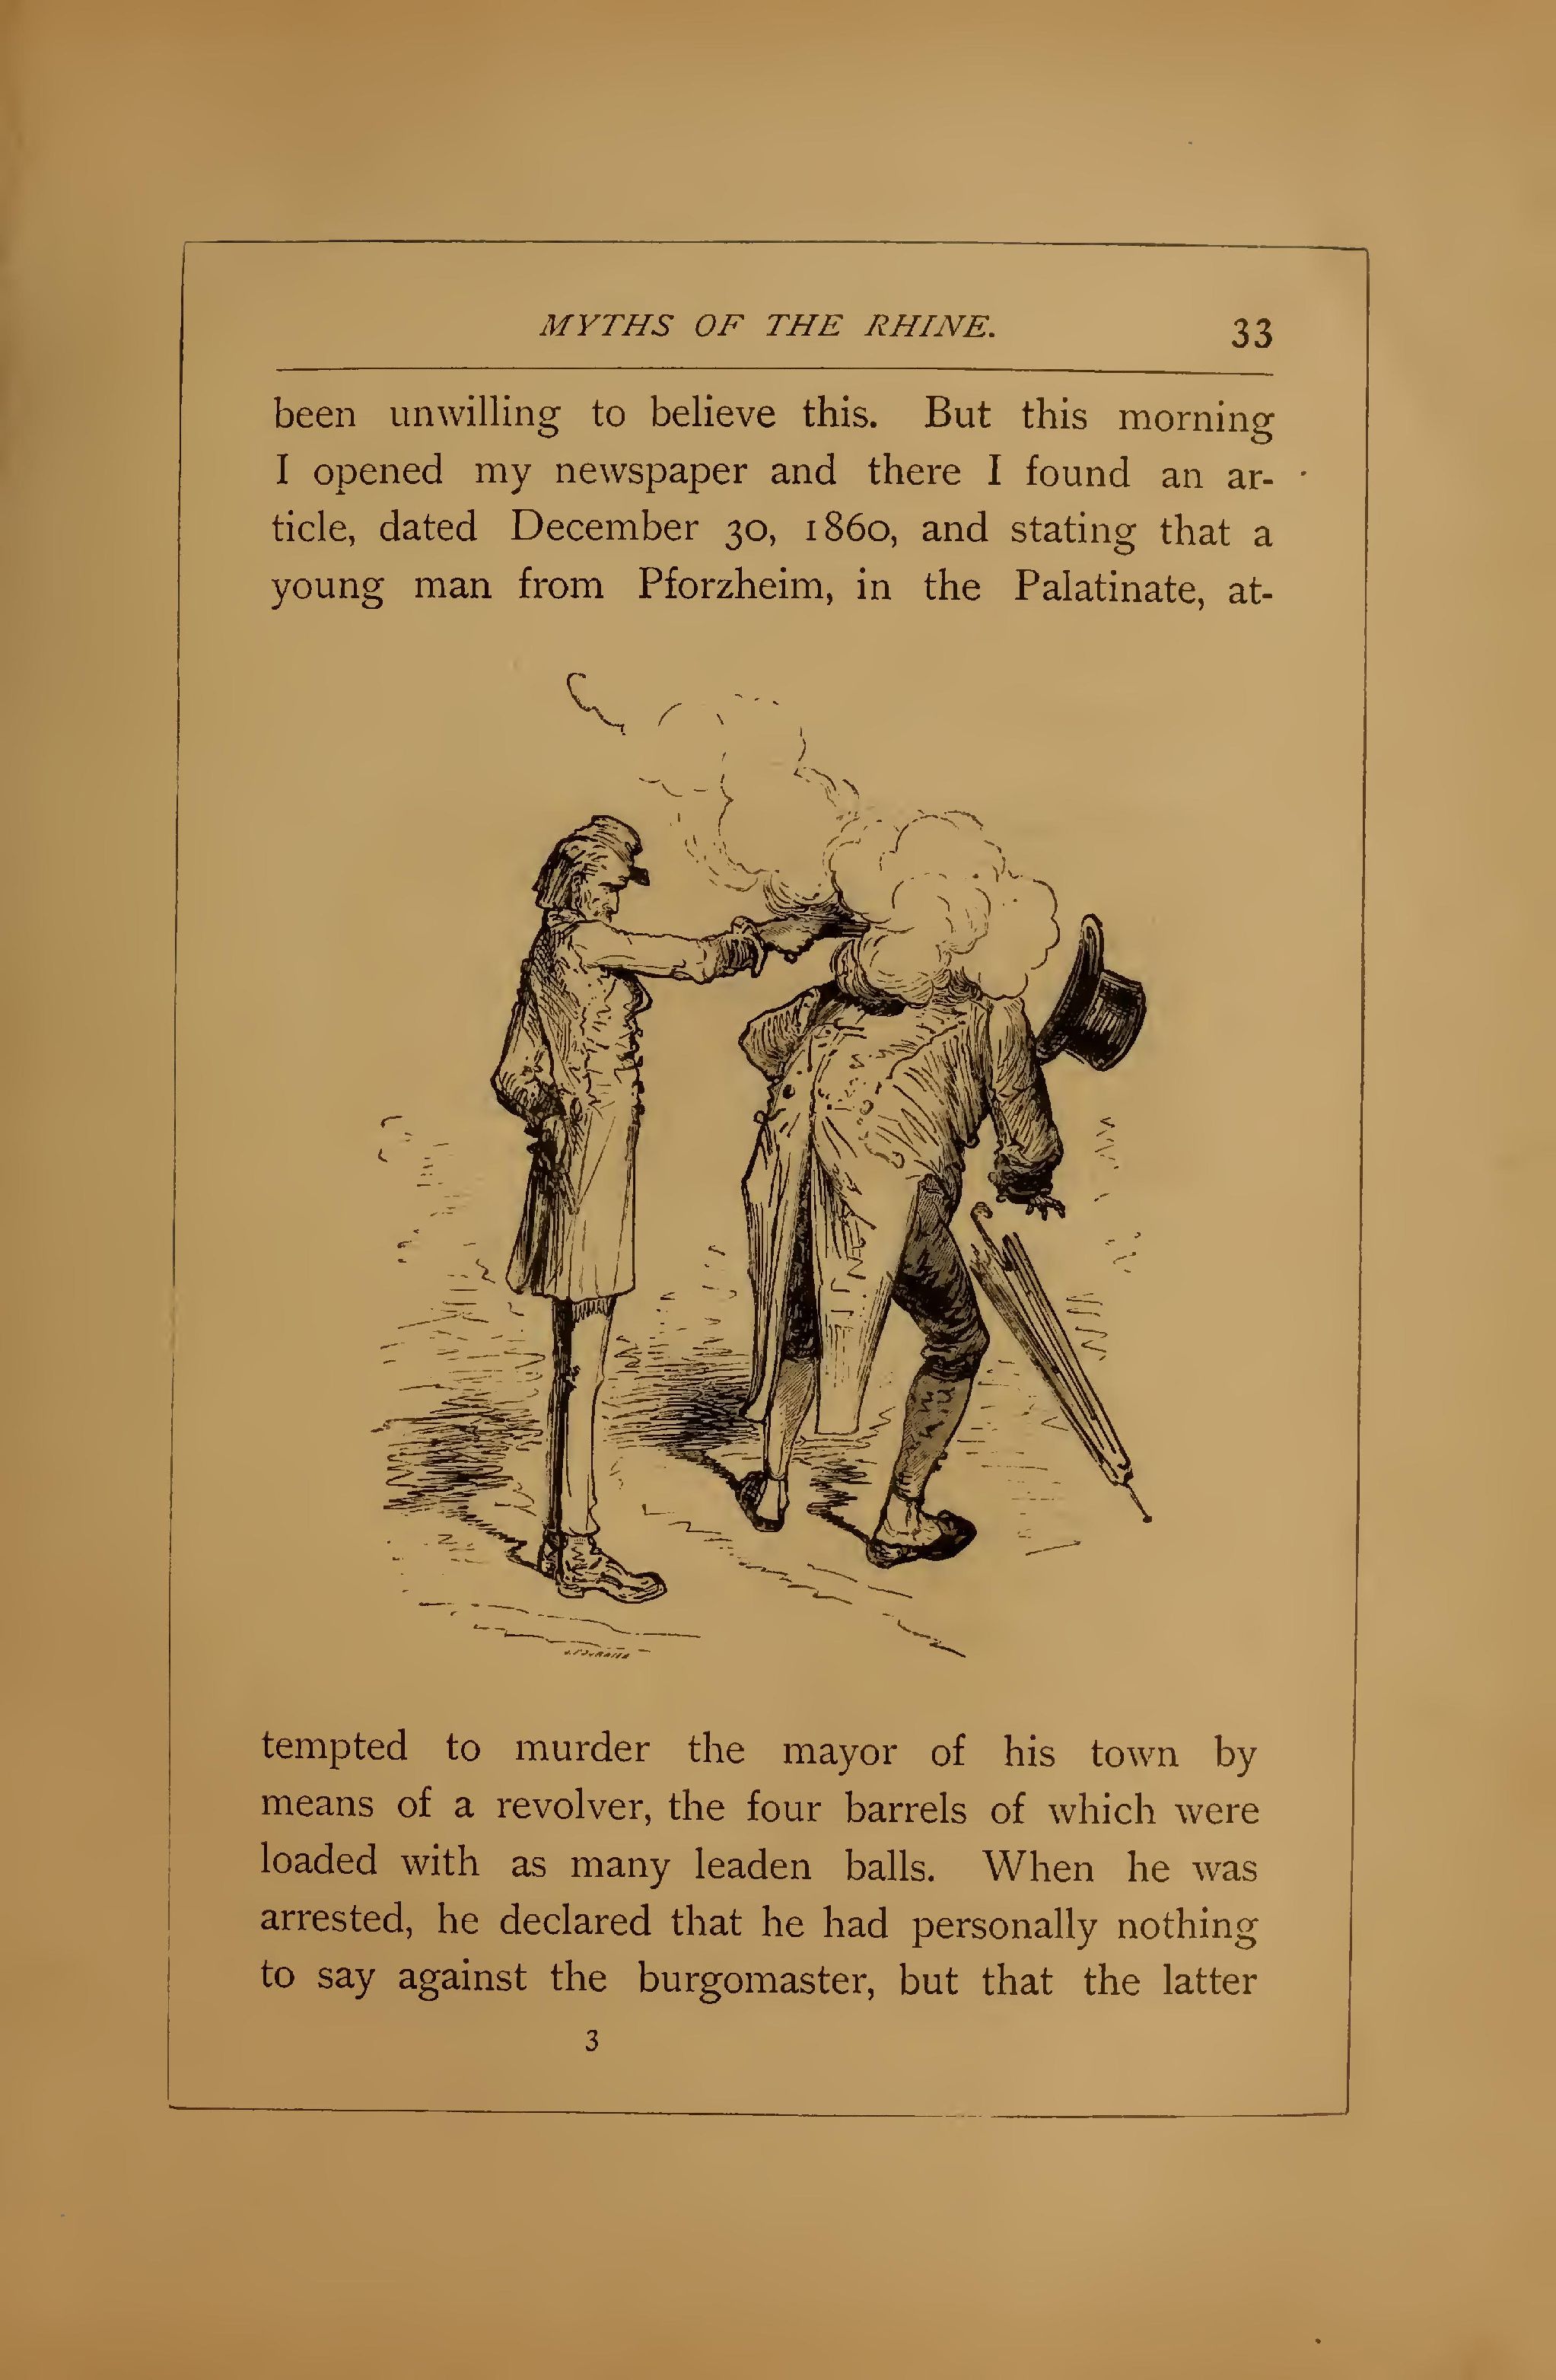 MYTHS OF THE RHINE.
33
been unwilling to believe this. But this morning
I opened my newspaper and there I found an ar-
ticle, dated December 30, 1860, and stating that a
young man from Pforzheim, in the Palatinate, at-
tempted to murder the mayor of his town by
means of a revolver, the four barrels of which were
loaded with as many leaden balls. When he was
arrested, he declared that he had personally nothing
to say against the burgomaster, but that the latter
3